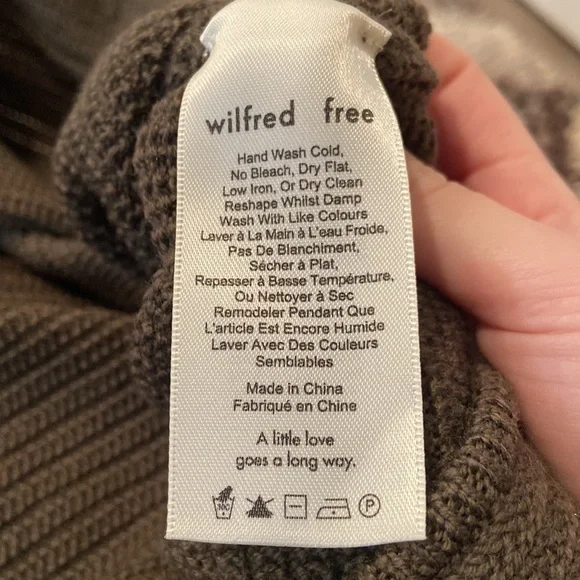 wilfred free
Hand Wash Cold,
No Bleach, Dry Flat,
Low Iron, Or Dry Clean
Reshape Whilst Damp
Wash With Like Colours
Laver à La Main à L'eau Froide,
Pas De Blanchiment,
Sécher à Plat,
Repasser à Basse Température,
Ou Nettoyer à Sec
Remodeler Pendant Que
L'article Est Encore Humide
Laver Avec Des Couleurs
Semblables
Made in China
Fabriqué en Chine
A little love
goes a long way.
P